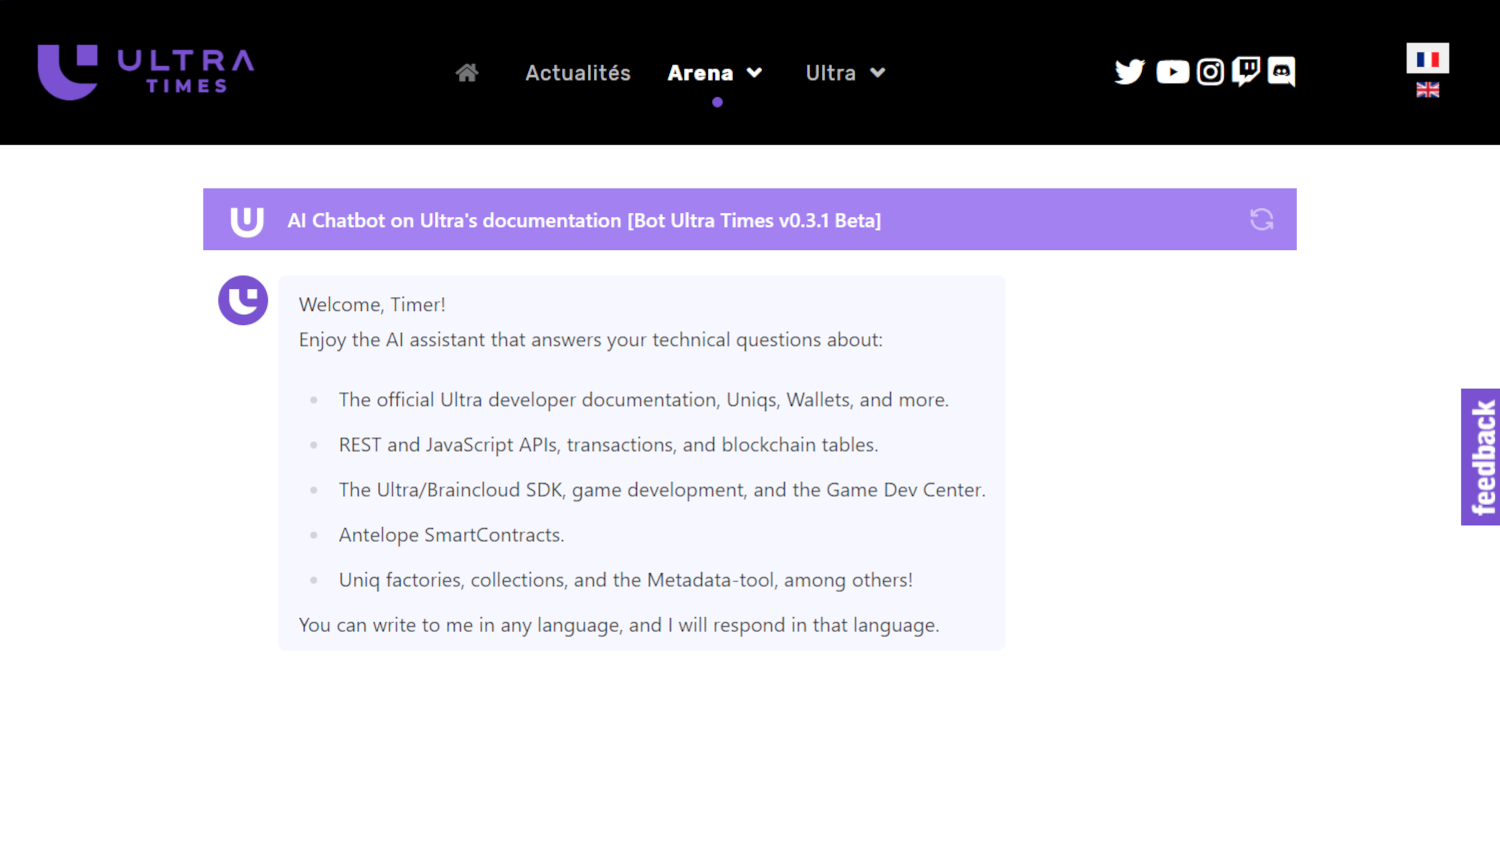 ULTRA
TIMES
Actualités
Arena
Ultra
AI Chatbot on Ultra's documentation [Bot Ultra Times v0.3.1 Beta]
Welcome, Timer!
Enjoy the AI assistant that answers your technical questions about:
The official Ultra developer documentation, Uniqs, Wallets, and more.
REST and JavaScript APIs, transactions, and blockchain tables.
The Ultra/Braincloud SDK, game development, and the Game Dev Center.
Antelope SmartContracts.
Uniq factories, collections, and the Metadata-tool, among others!
You can write to me in any language, and I will respond in that language.
feedback